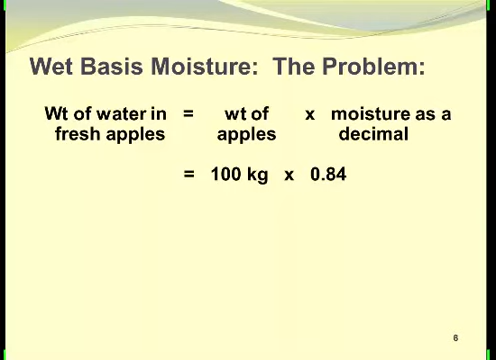 Wet Basis Moisture: The Problem:
Wt of water in = wt of x moisture as a
fresh apples apples decimal
= 100 kg x 0.84
8